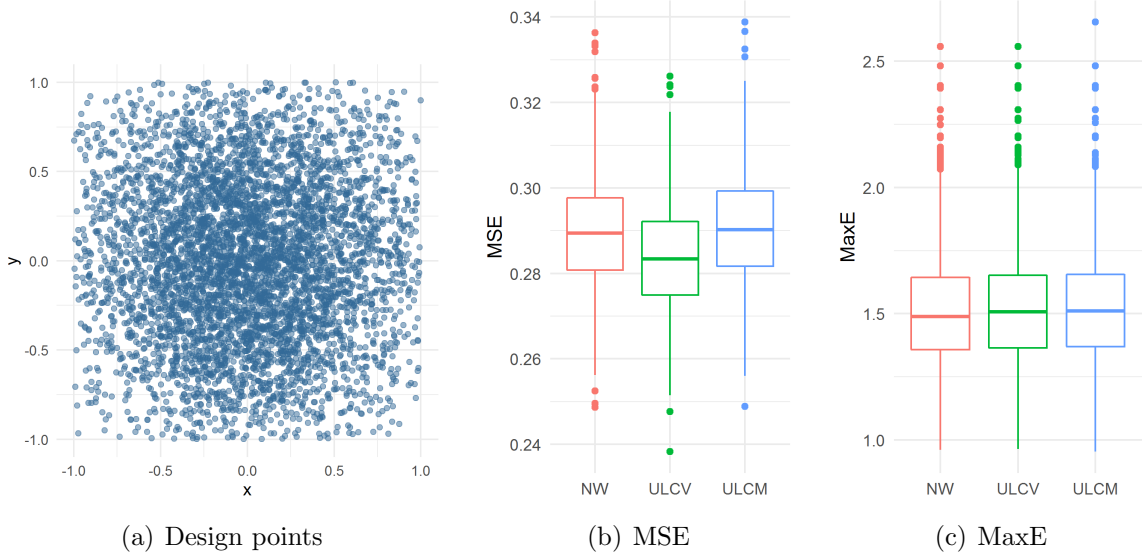 1.0
0.5
0.0
-0.5
-1.0
y
-1.0 -0.5 0.0 0.5 1.0
x
(a) Design points
0.34
0.32
0.30
0.28
0.26
0.24
MSE
NW ULCV ULCM
(b) MSE
2.5
2.0
1.5
1.0
MaxE
NW ULCV ULCM
(c) MaxE